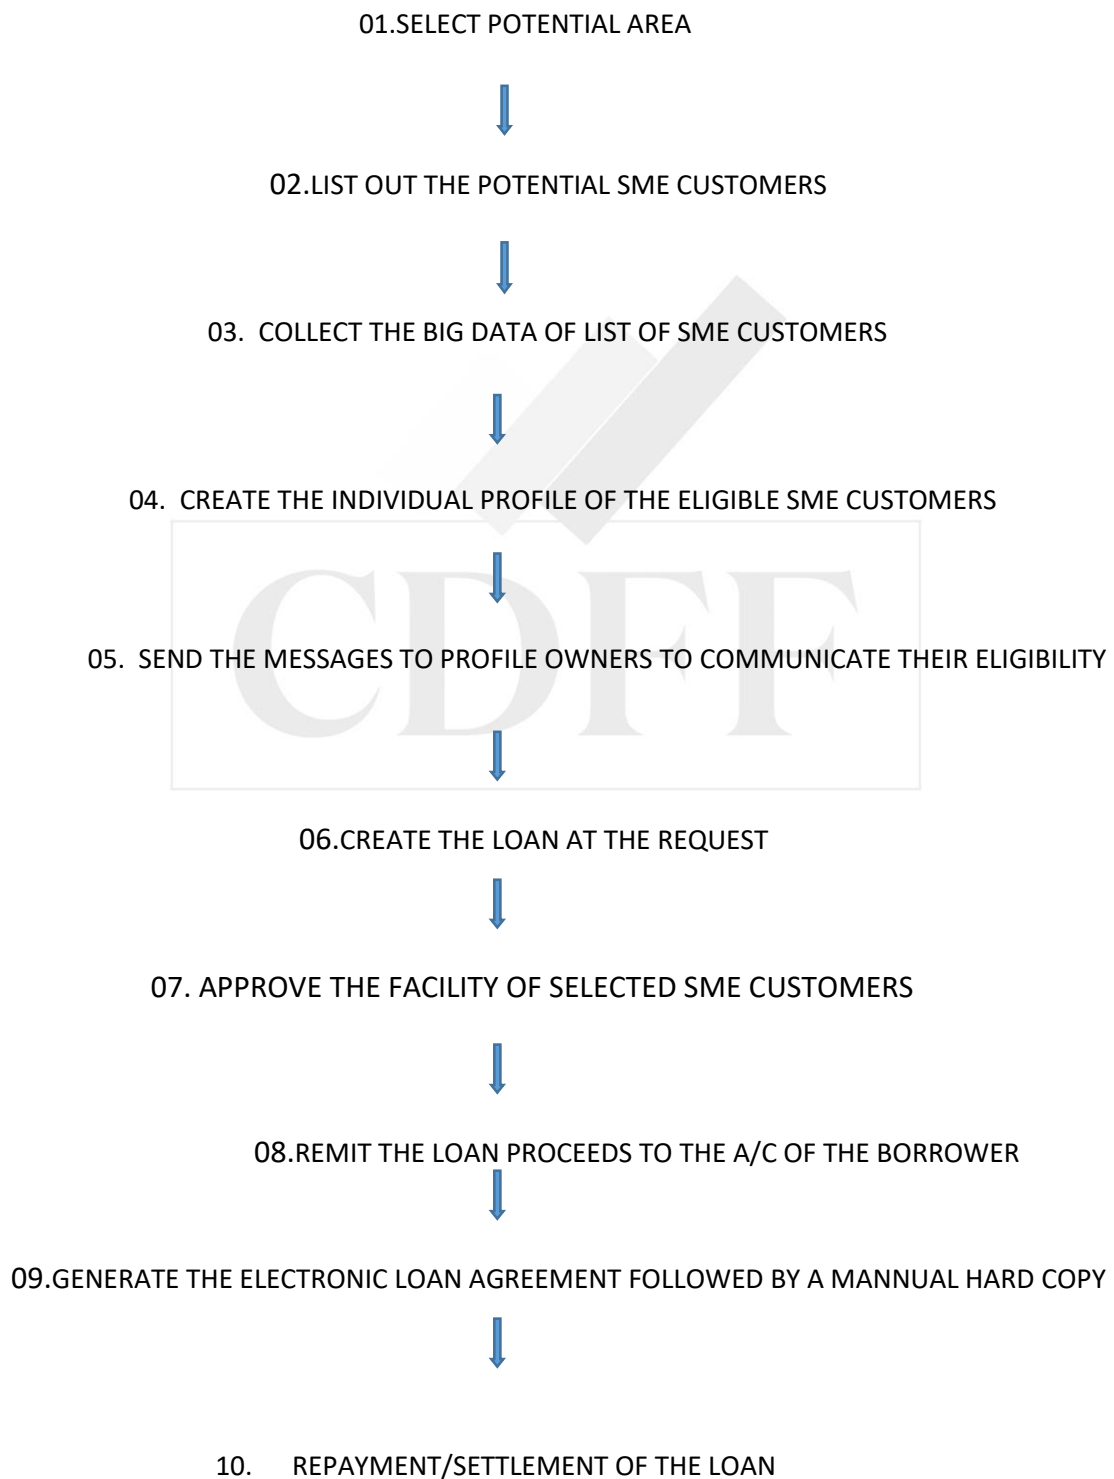 01.SELECT POTENTIAL AREA
02.LIST OUT THE POTENTIAL SME CUSTOMERS
03. COLLECT THE BIG DATA OF LIST OF SME CUSTOMERS
04. CREATE THE INDIVIDUAL PROFILE OF THE ELIGIBLE SME CUSTOMERS
CDFF
05. SEND THE MESSAGES TO PROFILE OWNERS TO COMMUNICATE THEIR ELIGIBILITY
06.CREATE THE LOAN AT THE REQUEST
07. APPROVE THE FACILITY OF SELECTED SME CUSTOMERS
08.REMIT THE LOAN PROCEEDS TO THE A/C OF THE BORROWER
09.GENERATE THE ELECTRONIC LOAN AGREEMENT FOLLOWED BY A MANNUAL HARD COPY
10. REPAYMENT/SETTLEMENT OF THE LOAN